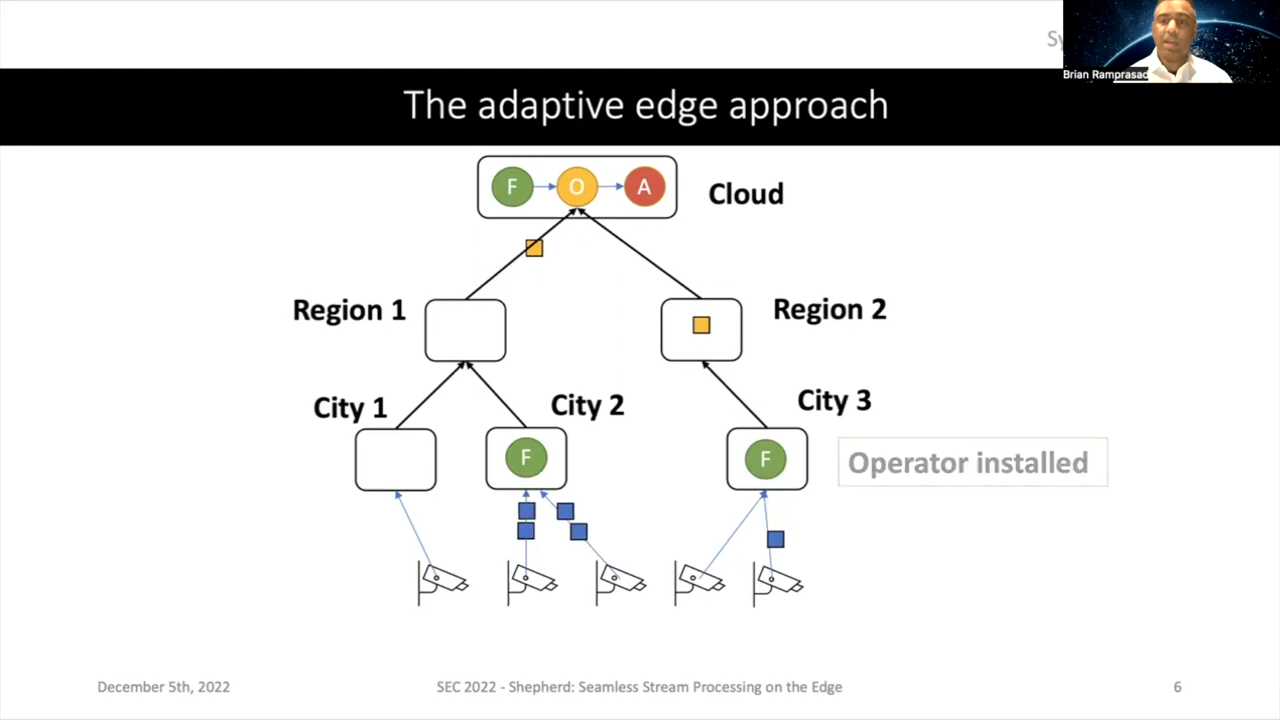 Sy
Brian Ramprasad
The adaptive edge approach
F O A
Cloud
Region 1
Region 2
City 1
City 2
City 3
F
F
Operator installed
December 5th, 2022
SEC 2022 - Shepherd: Seamless Stream Processing on the Edge
6